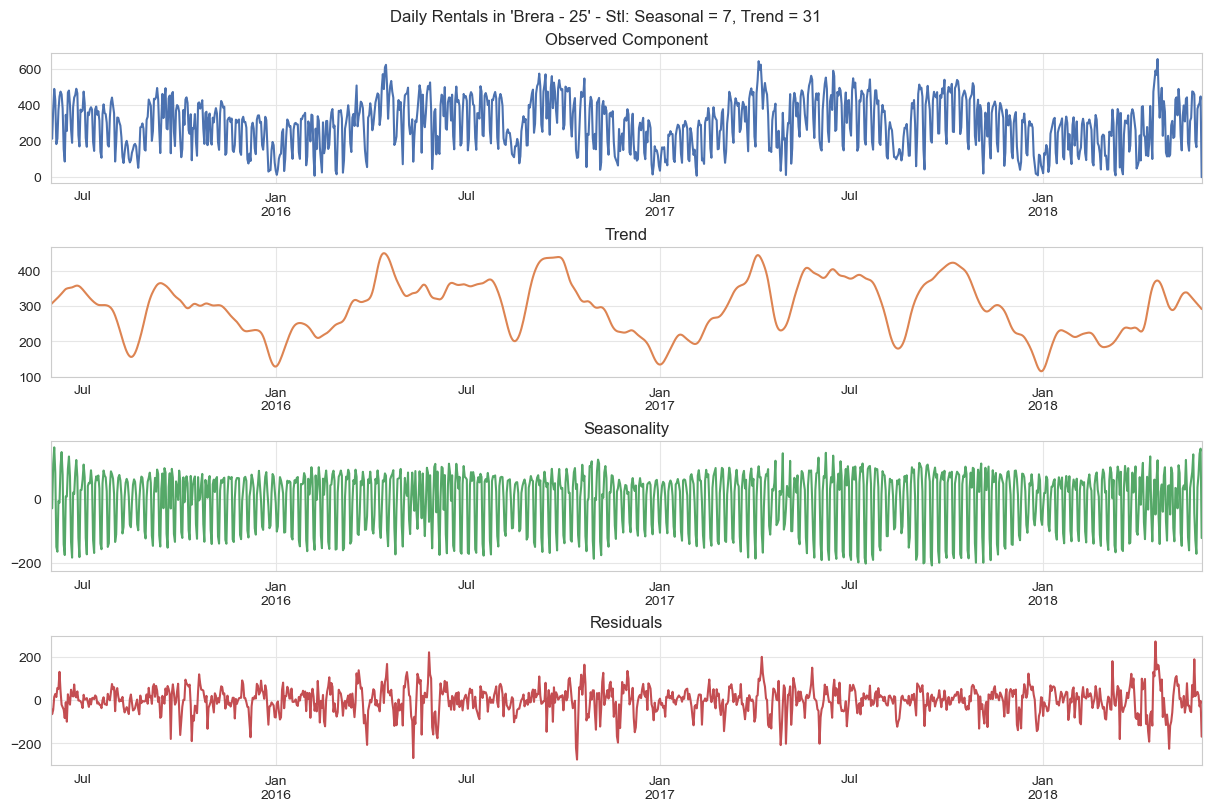 Daily Rentals in 'Brera - 25' - Stl: Seasonal = 7, Trend = 31
Observed Component
600
400
200
0
Jul Jan Jul Jan Jul Jan
2016 2017 2018
Trend
400
300
200
100
Jul Jan Jul Jan Jul Jan
2016 2017 2018
Seasonality
0
−200
Jul Jan Jul Jan Jul Jan
2016 2017 2018
Residuals
200
0
−200
Jul Jan Jul Jan Jul Jan
2016 2017 2018